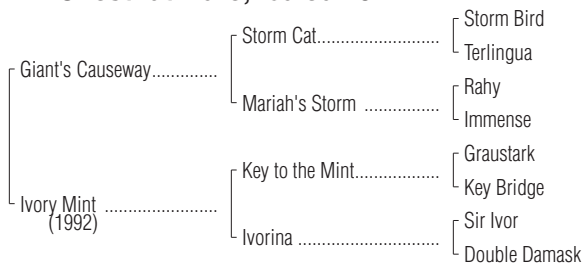 Storm Bird
Storm Cat..............................
Terlingua
Giant's Causeway................
Rahy
Mariah's Storm ..................
Immense
Graustark
Key to the Mint....................
Key Bridge
Ivory Mint ...........................
(1992)
Sir Ivor
Ivorina ..................................
Double Damask